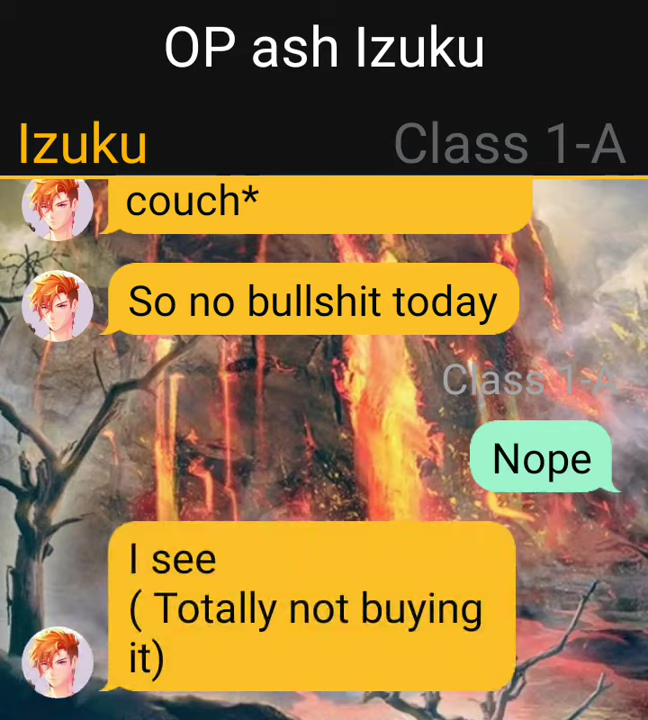 OP ash Izuku
Izuku
Class 1-A
couch*
So no bullshit today
Class 1-A
Nope
I see
( Totally not buying
it)